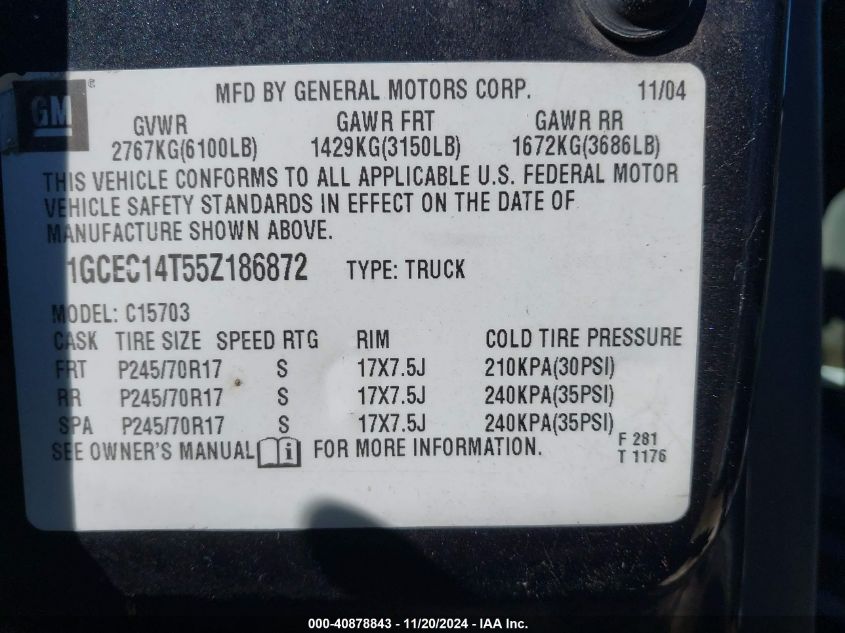 GM ®
MFD BY GENERAL MOTORS CORP. 11/04
GVWR GAWR FRT GAWR RR
2767KG(6100LB) 1429KG(3150LB) 1672KG(3686LB)
THIS VEHICLE CONFORMS TO ALL APPLICABLE U.S. FEDERAL MOTOR
VEHICLE SAFETY STANDARDS IN EFFECT ON THE DATE OF
MANUFACTURE SHOWN ABOVE.
1GCEC14T55Z186872 TYPE: TRUCK
MODEL: C15703
CASK TIRE SIZE SPEED RTG RIM COLD TIRE PRESSURE
FRT P245/70R17 S 17X7.5J 210KPA(30PSI)
RR P245/70R17 S 17X7.5J 240KPA(35PSI)
SPA P245/70R17 S 17X7.5J 240KPA(35PSI)
SEE OWNER'S MANUAL i FOR MORE INFORMATION.
F 281
T 1176
000-40878843 - 11/20/2024 - IAA Inc.